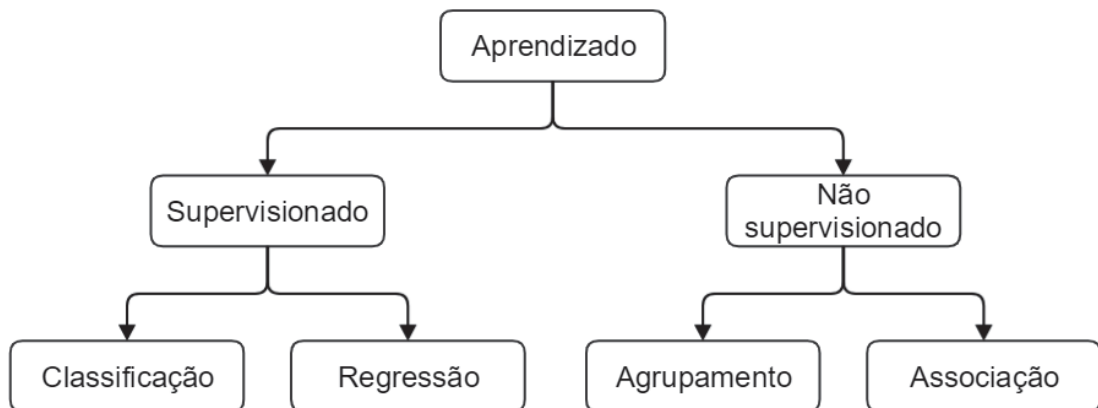 Aprendizado
Supervisionado
Não
supervisionado
Classificação
Regressão
Agrupamento
Associação